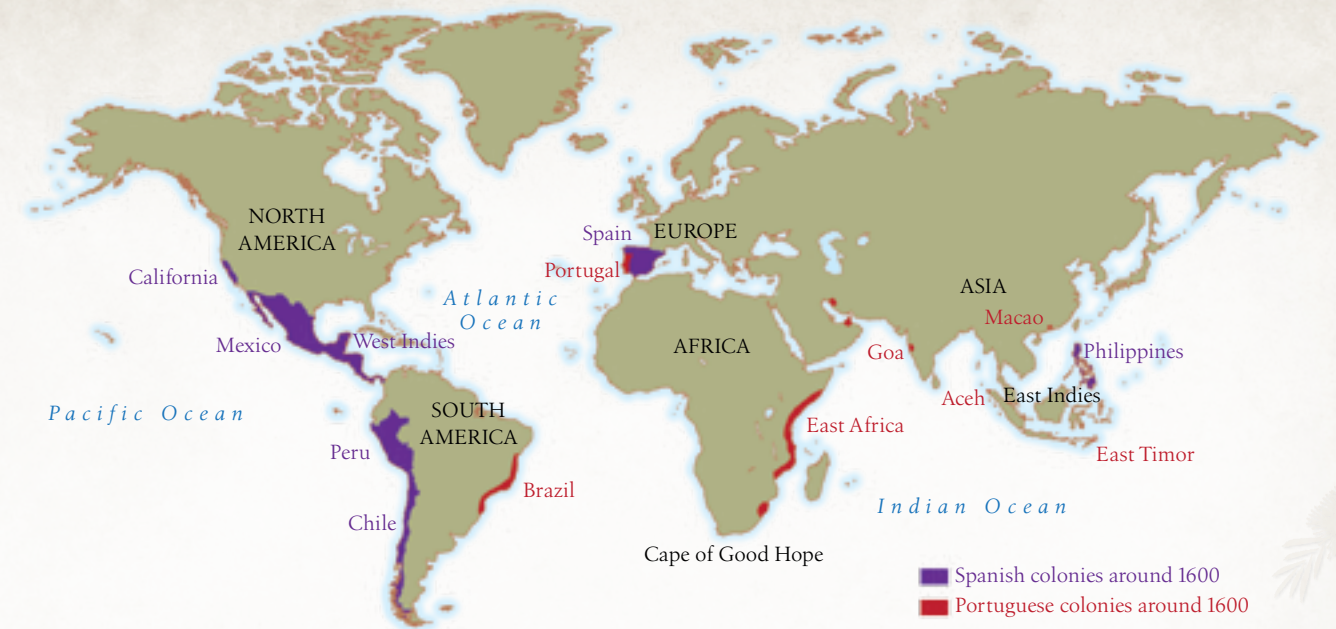 NORTH
AMERICA
Spain
EUROPE
Portugal
California
Atlantic
Ocean
ASIA
Macao
Mexico
West Indies
AFRICA
Goa
Philippines
Pacific Ocean
SOUTH
AMERICA
Aceh
East Indies
East Africa
Peru
East Timor
Brazil
Indian Ocean
Chile
Cape of Good Hope
Spanish colonies around 1600
Portuguese colonies around 1600